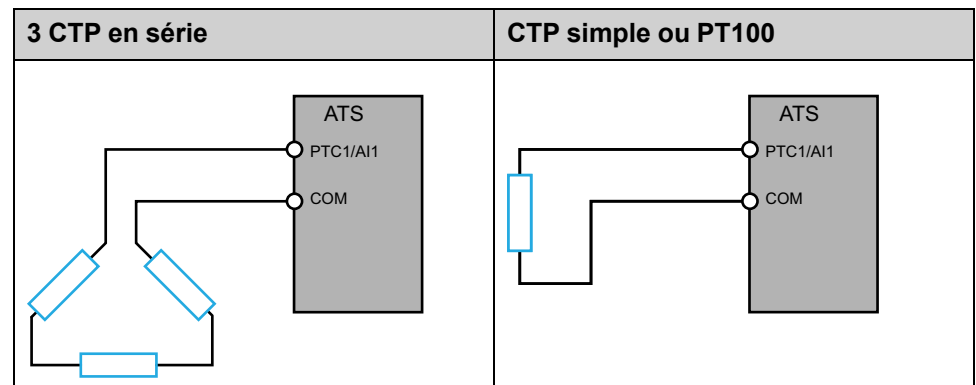 3 CTP en série
CTP simple ou PT100
ATS
PTC1/AI1
COM
ATS
PTC1/AI1
COM